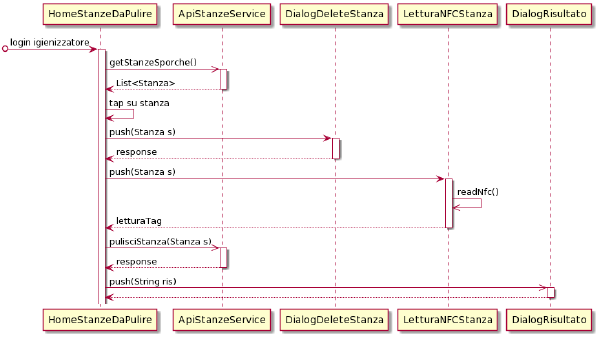 HomeStanzeDaPulire ApiStanzeService DialogDeleteStanza LetturaNFCStanza DialogRisultato
login igienizzatore
getStanzeSporche()
List<Stanza>
tap su stanza
push(Stanza s)
response
push(Stanza s)
readNfc()
letturaTag
pulisciStanza(Stanza s)
response
push(String ris)
HomeStanzeDaPulire ApiStanzeService DialogDeleteStanza LetturaNFCStanza DialogRisultato